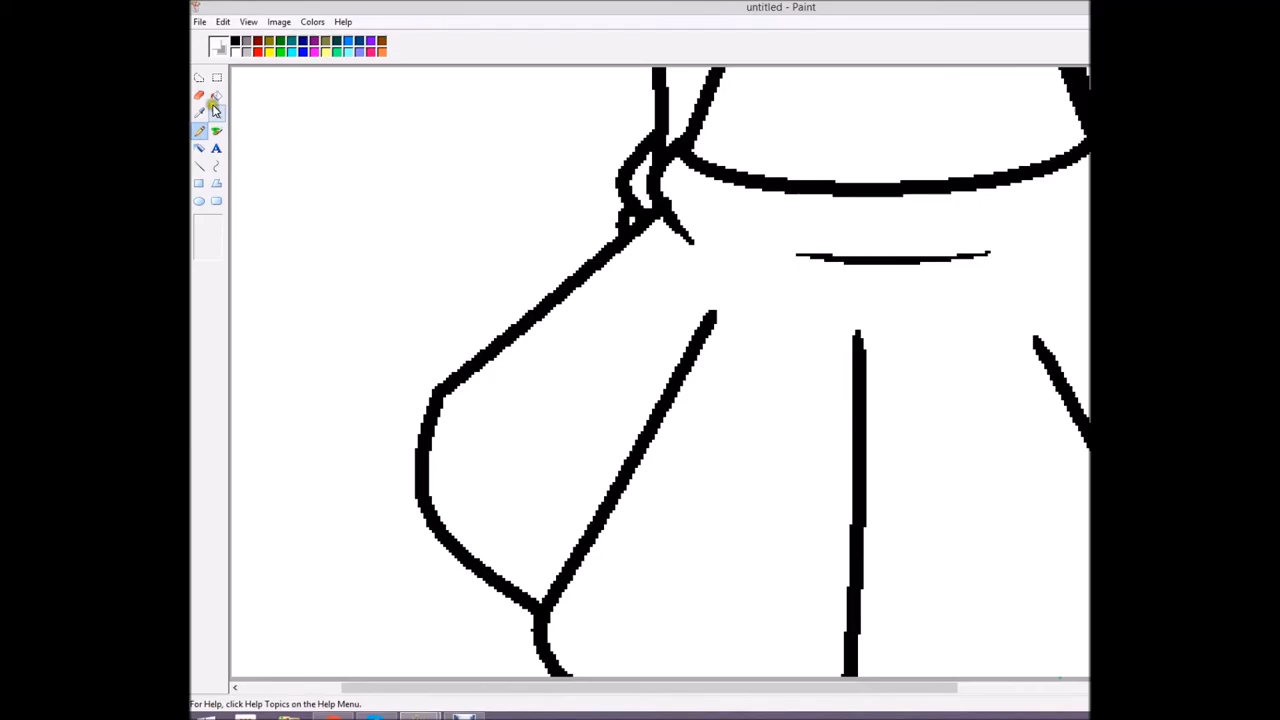 untitled - Paint
File Edit View Image Colors Help
A
For Help, click Help Topics on the Help Menu.